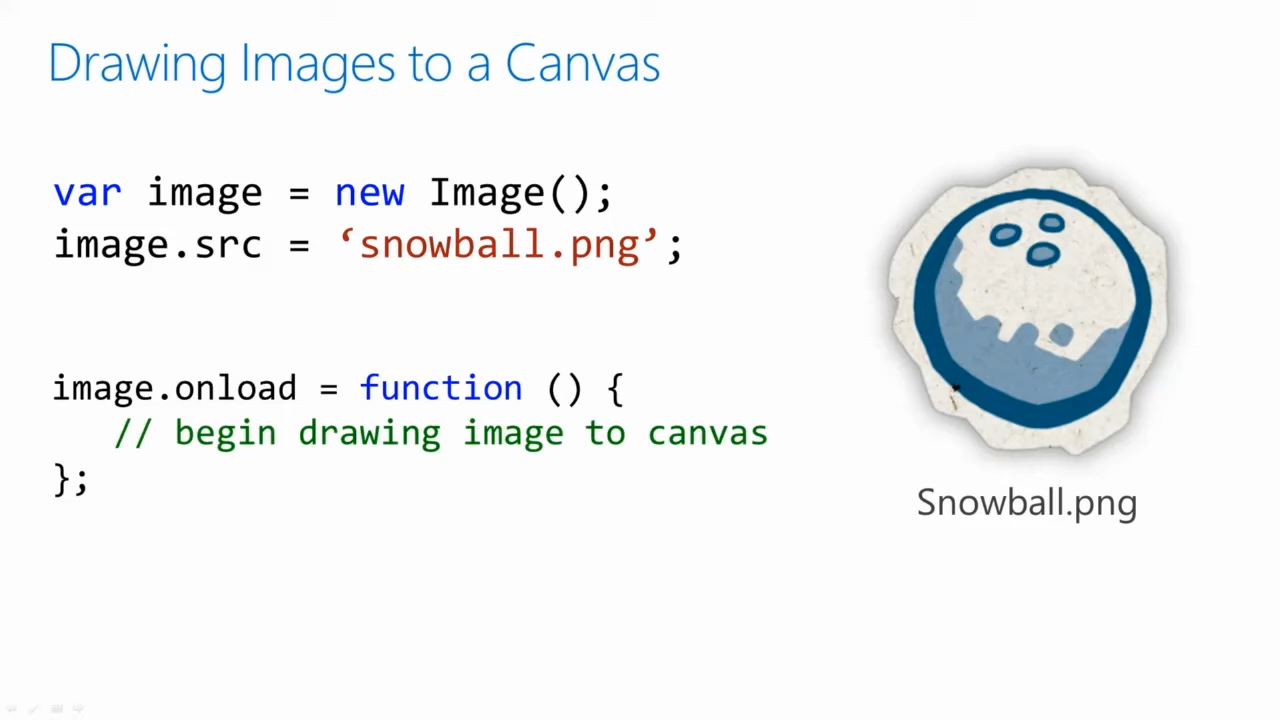 Drawing Images to a Canvas
var image = new Image();
image.src = ‘snowball.png’;
image.onload = function () {
// begin drawing image to canvas
};
Snowball.png